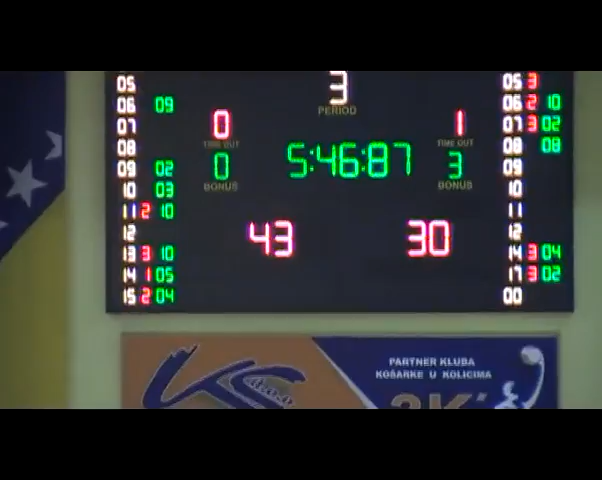 05 3 05 3
06 09 PERIOD 06 2 10
07 0 1 07 3 02
08 TIME OUT TIME OUT 08 08
09 02 0 5:46:87 3 09
10 03 BONUS BONUS 10
11 2 10 11
12 43 30 12
13 3 10 14 3 04
14 1 05 17 3 02
15 2 04 00
PARTNER KLUBA
KOŠARKE U KOLICIMA